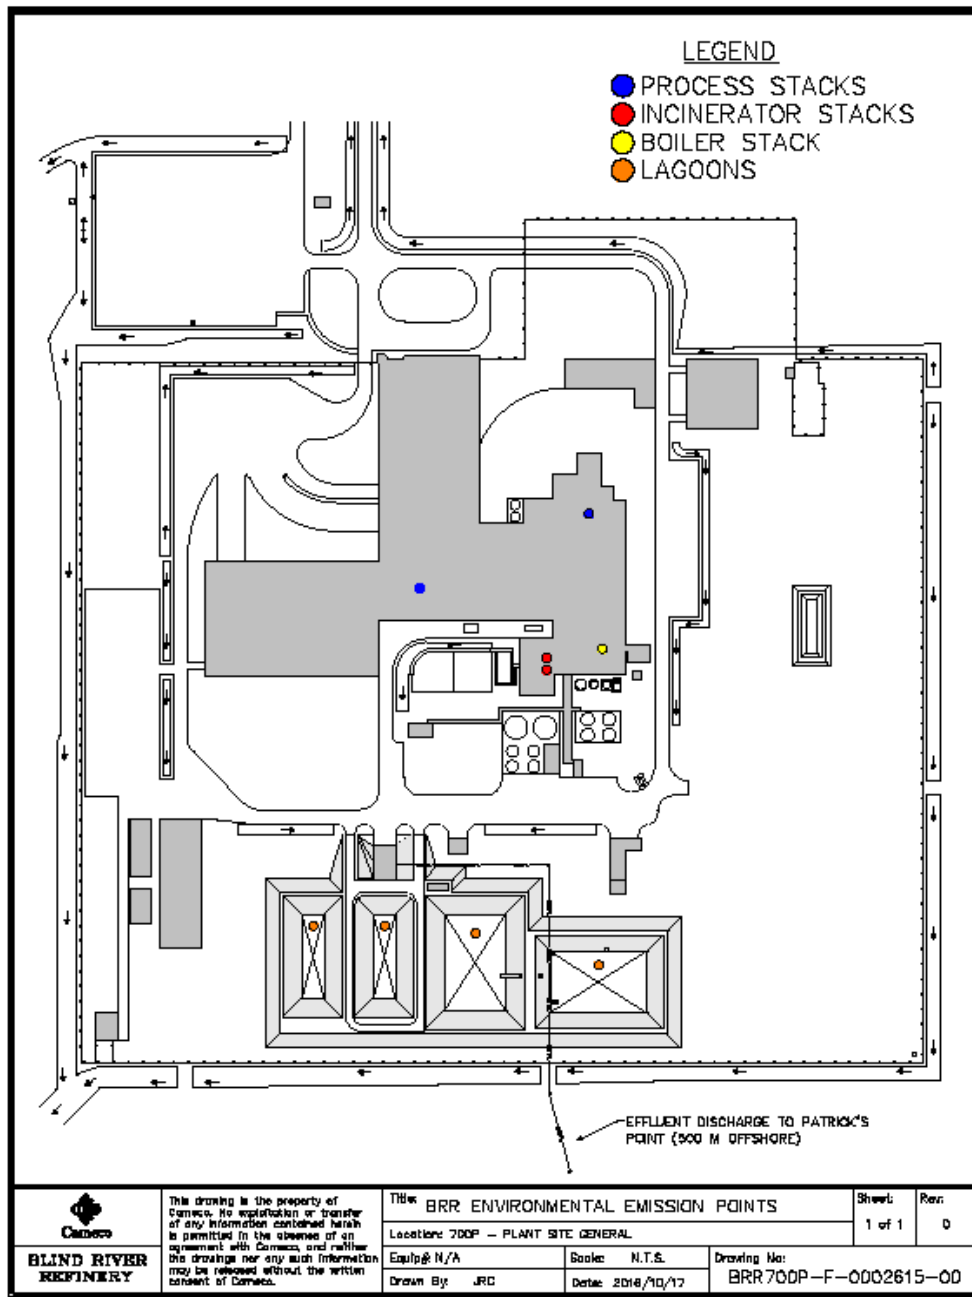 LEGEND
PROCESS STACKS
INCINERATOR STACKS
BOILER STACK
LAGOONS
EFFLUENT DISCHARGE TO PATRICK'S
POINT (500 M OFFSHORE)
Cameco
BLIND RIVER
REFINERY
This drawing is the property of
Cameco. No exploitation or transfer
of any information contained herein
is permitted in the absence of an
agreement with Cameco, and neither
the drawings nor any such information
may be released without the written
consent of Cameco.
Title: BRR ENVIRONMENTAL EMISSION POINTS
Location: 700P – PLANT SITE GENERAL
Equip# N/A
Scale: N.T.S.
Drawn By: JRC
Date: 2016/10/17
Drawing No:
BRR700P-F-0002615-00
Sheet:
1 of 1
Rev:
0